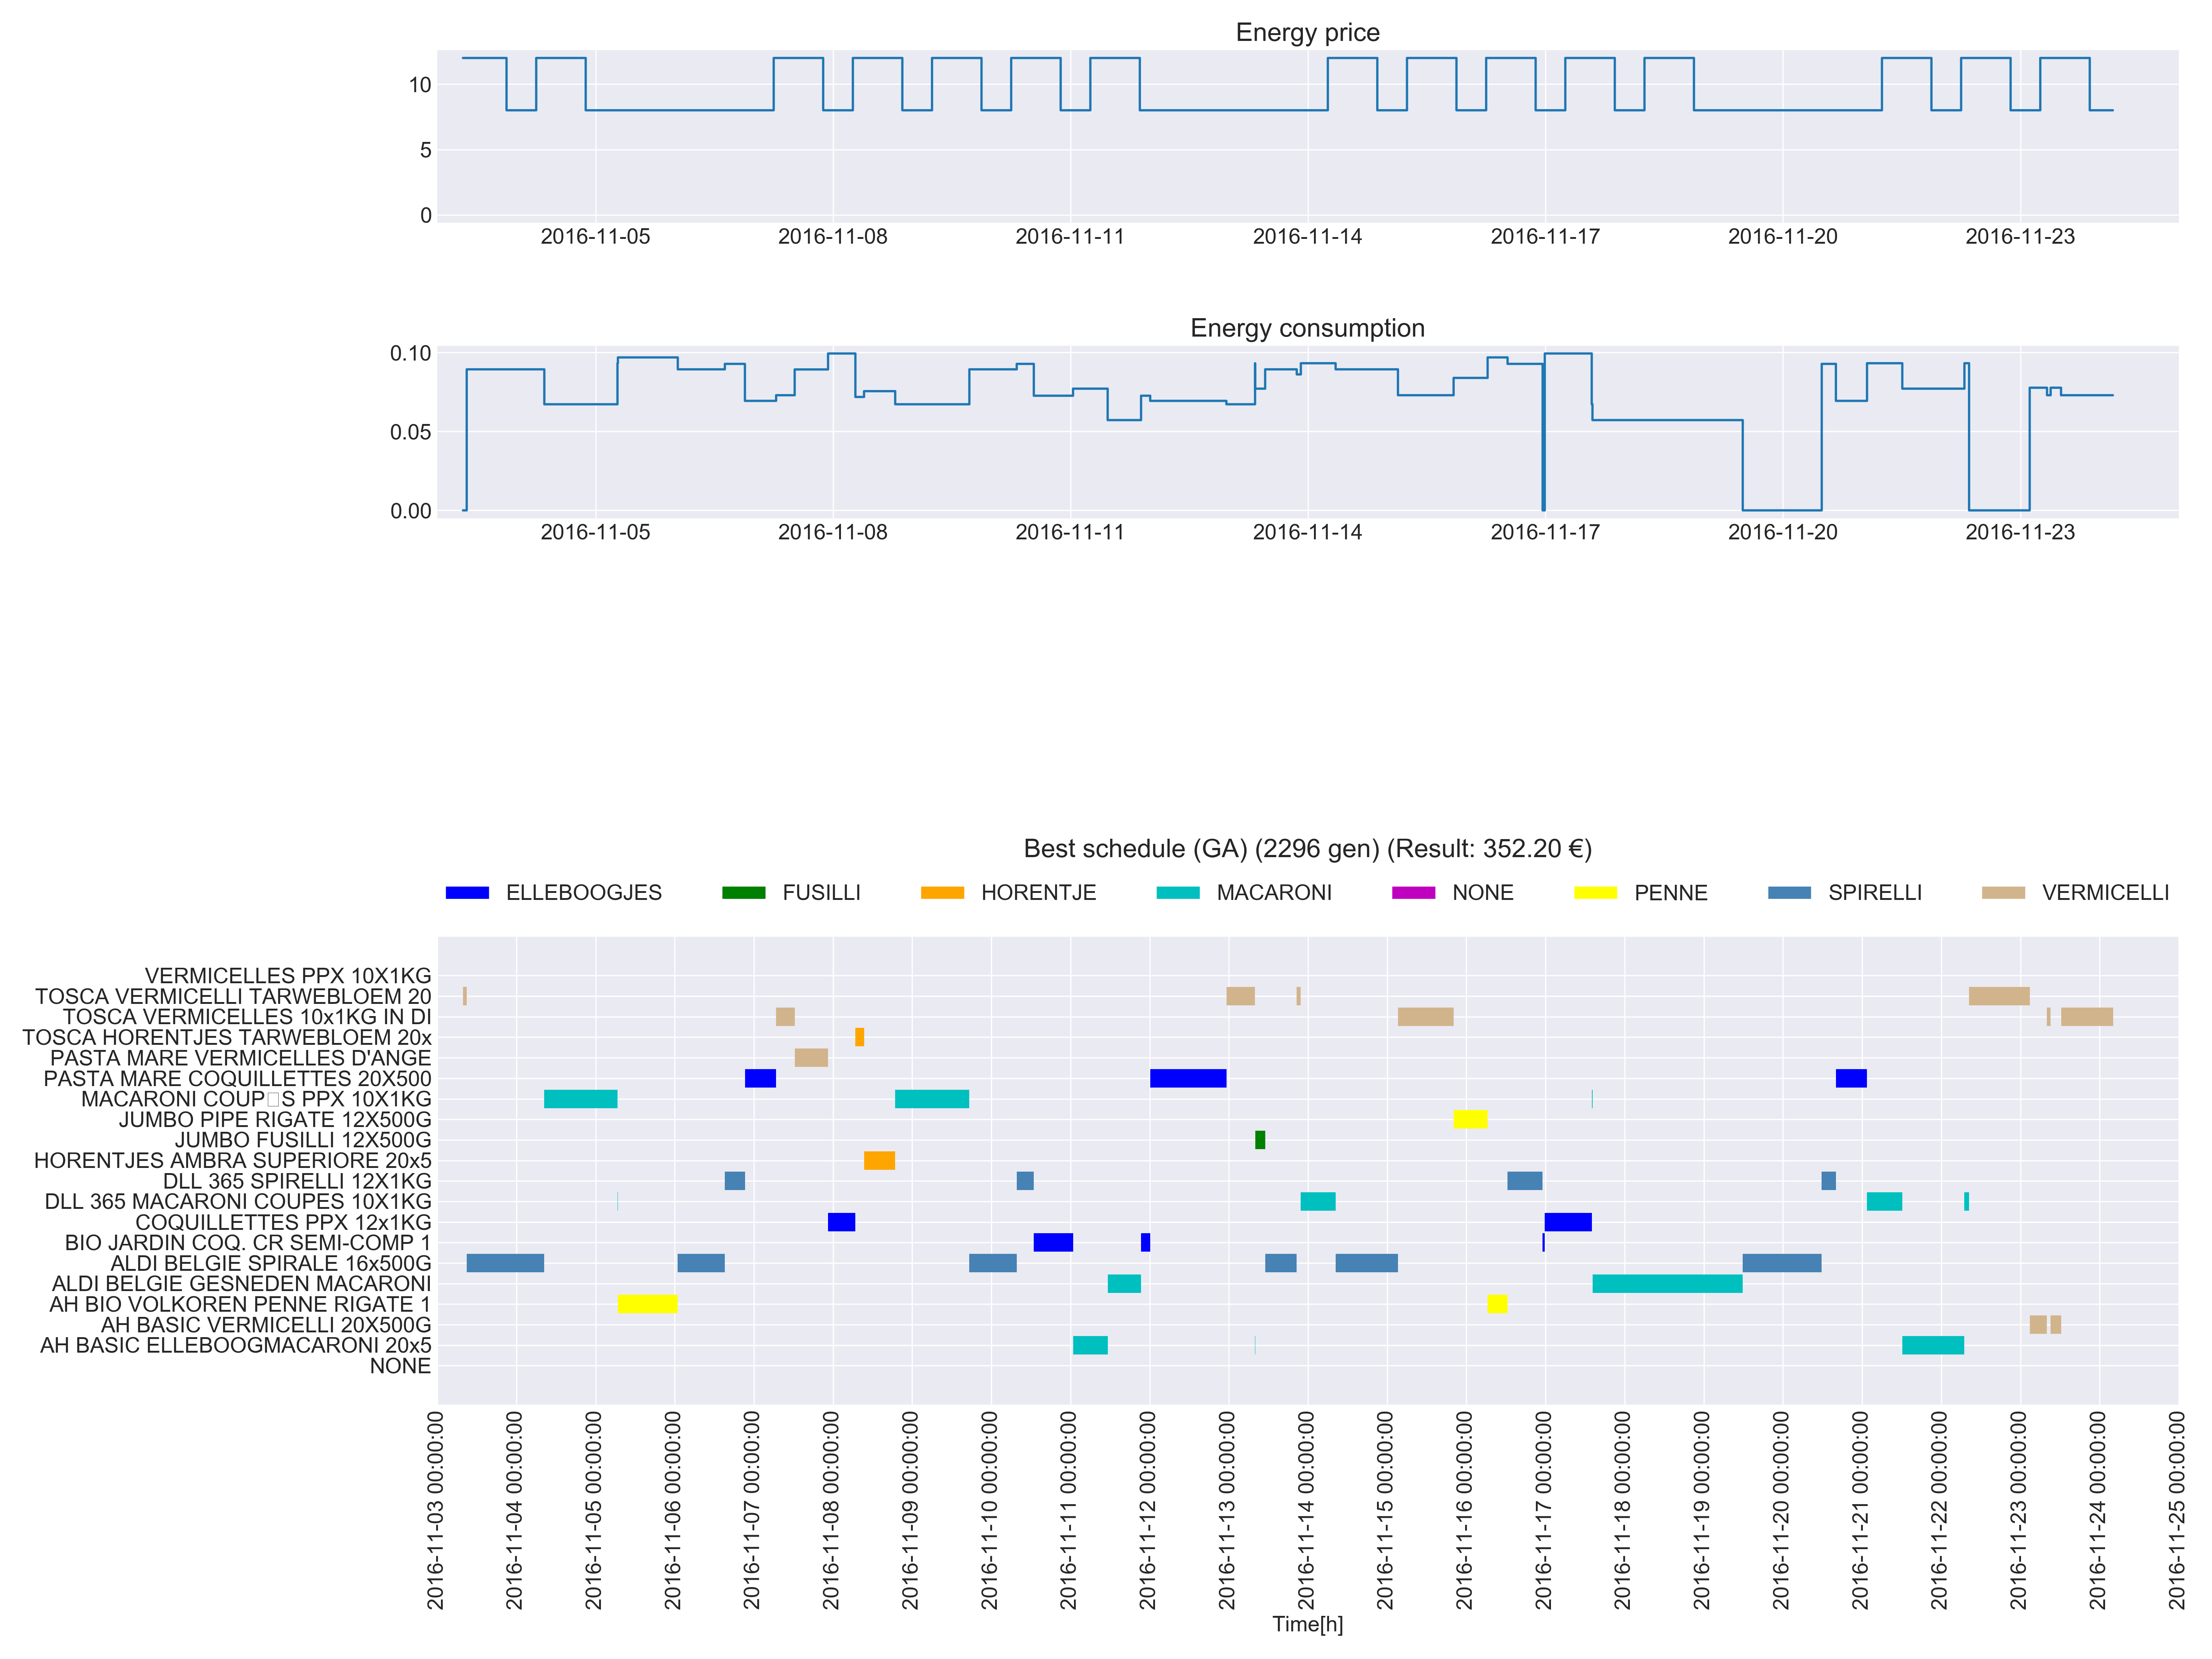 Energy price
10
5
0
2016-11-05 2016-11-08 2016-11-11 2016-11-14 2016-11-17 2016-11-20 2016-11-23
Energy consumption
0.10
0.05
0.00
2016-11-05 2016-11-08 2016-11-11 2016-11-14 2016-11-17 2016-11-20 2016-11-23
Best schedule (GA) (2296 gen) (Result: 352.20 €)
ELLEBOOGJES FUSILLI HORENTJE MACARONI NONE PENNE SPIRELLI VERMICELLI
VERMICELLES PPX 10X1KG
TOSCA VERMICELLI TARWEBLOEM 20
TOSCA VERMICELLES 10x1KG IN DI
TOSCA HORENTJES TARWEBLOEM 20x
PASTA MARE VERMICELLES D'ANGE
PASTA MARE COQUILLETTES 20X500
MACARONI COUP□S PPX 10X1KG
JUMBO PIPE RIGATE 12X500G
JUMBO FUSILLI 12X500G
HORENTJES AMBRA SUPERIORE 20x5
DLL 365 SPIRELLI 12X1KG
DLL 365 MACARONI COUPES 10X1KG
COQUILLETTES PPX 12x1KG
BIO JARDIN COQ. CR SEMI-COMP 1
ALDI BELGIE SPIRALE 16x500G
ALDI BELGIE GESNEDEN MACARONI
AH BIO VOLKOREN PENNE RIGATE 1
AH BASIC VERMICELLI 20X500G
AH BASIC ELLEBOOGMACARONI 20x5
NONE
2016-11-03 00:00:00
2016-11-04 00:00:00
2016-11-05 00:00:00
2016-11-06 00:00:00
2016-11-07 00:00:00
2016-11-08 00:00:00
2016-11-09 00:00:00
2016-11-10 00:00:00
2016-11-11 00:00:00
2016-11-12 00:00:00
2016-11-13 00:00:00
2016-11-14 00:00:00
2016-11-15 00:00:00
2016-11-16 00:00:00
2016-11-17 00:00:00
2016-11-18 00:00:00
2016-11-19 00:00:00
2016-11-20 00:00:00
2016-11-21 00:00:00
2016-11-22 00:00:00
2016-11-23 00:00:00
2016-11-24 00:00:00
2016-11-25 00:00:00
Time[h]